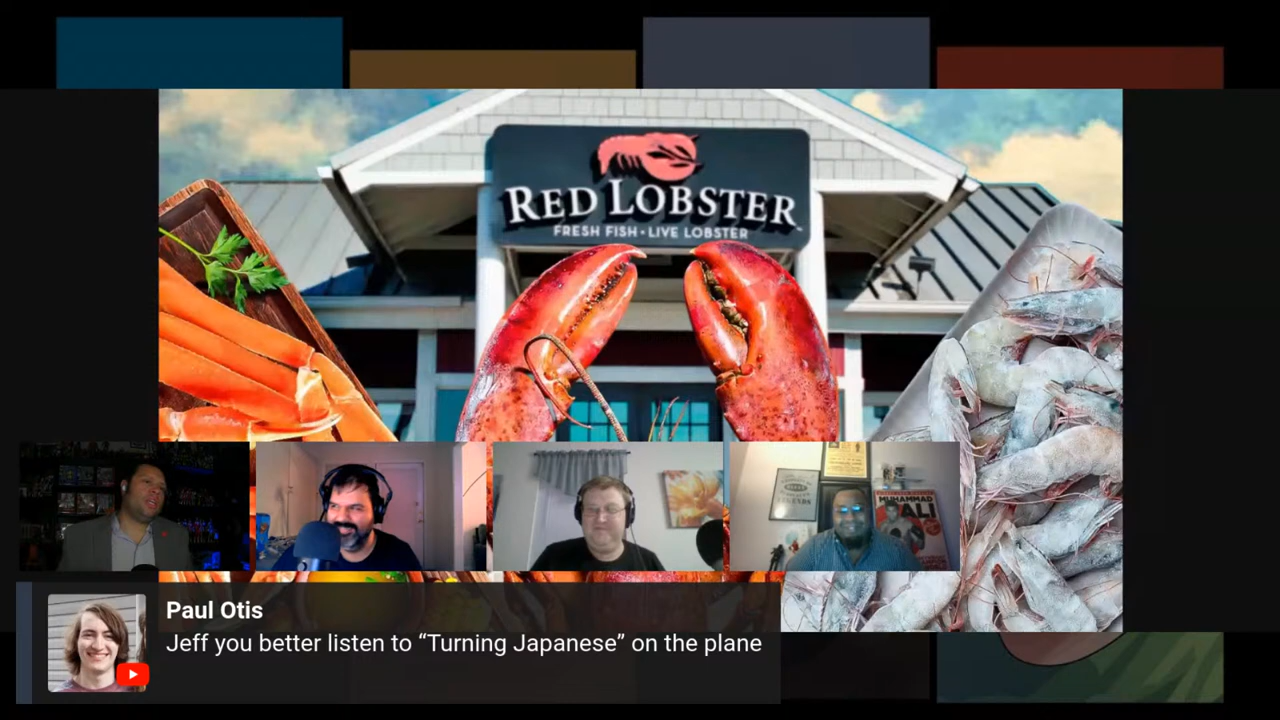 RED LOBSTER
FRESH FISH • LIVE LOBSTER
MUHAMMAD
ALI
Paul Otis
Jeff you better listen to “Turning Japanese” on the plane